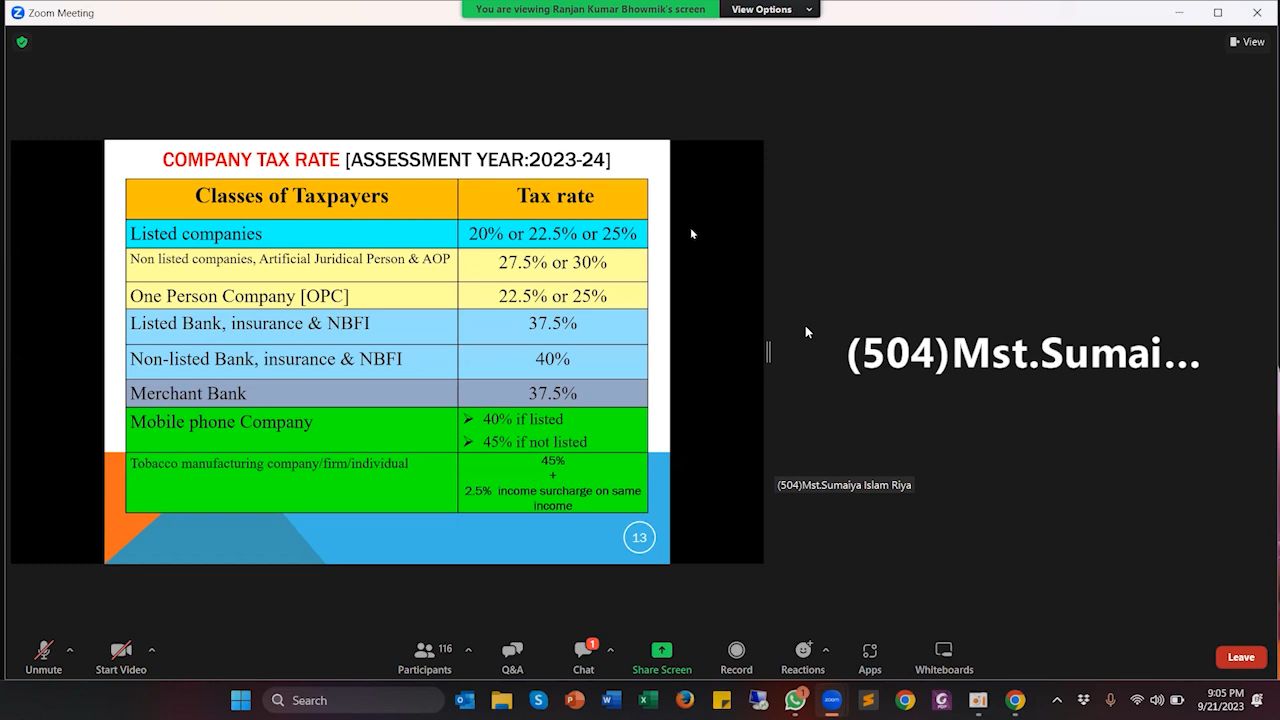 Zoom Meeting
You are viewing Ranjan Kumar Bhowmik's screen
View Options
View
COMPANY TAX RATE [ASSESSMENT YEAR:2023-24]
Classes of Taxpayers
Tax rate
Listed companies
20% or 22.5% or 25%
Non listed companies, Artificial Juridical Person & AOP
27.5% or 30%
One Person Company [OPC]
22.5% or 25%
Listed Bank, insurance & NBFI
37.5%
Non-listed Bank, insurance & NBFI
40%
Merchant Bank
37.5%
Mobile phone Company
➢ 40% if listed
➢ 45% if not listed
Tobacco manufacturing company/firm/individual
45%
+
2.5% income surcharge on same
income
13
(504)Mst.Sumai...
(504)Mst.Sumaiya Islam Riya
Unmute
Start Video
116
Participants
Q&A
1
Chat
Share Screen
Record
Reactions
Apps
Whiteboards
Leave
Search
zoom
1
9:05 PM
9/21/2023